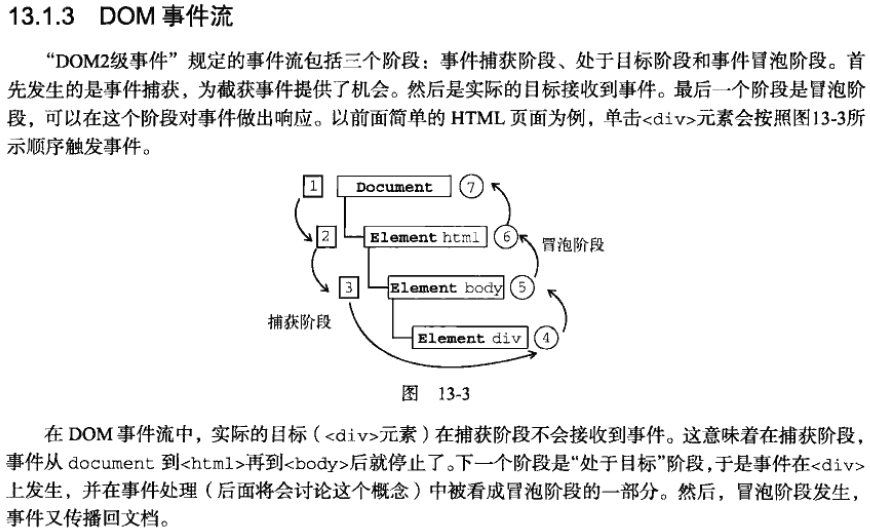 13.1.3 DOM 事件流
“DOM2级事件”规定的事件流包括三个阶段：事件捕获阶段、处于目标阶段和事件冒泡阶段。首
先发生的是事件捕获，为截获事件提供了机会。然后是实际的目标接收到事件。最后一个阶段是冒泡阶
段，可以在这个阶段对事件做出响应。以前面简单的 HTML 页面为例，单击<div>元素会按照图13-3所
示顺序触发事件。
1 Document 7
2 Element html 6
冒泡阶段
3 Element body 5
捕获阶段
Element div 4
图 13-3
在 DOM 事件流中，实际的目标（<div>元素）在捕获阶段不会接收到事件。这意味着在捕获阶段，
事件从 document 到<html>再到<body>后就停止了。下一个阶段是“处于目标”阶段，于是事件在<div>
上发生，并在事件处理（后面将会讨论这个概念）中被看成冒泡阶段的一部分。然后，冒泡阶段发生，
事件又传播回文档。